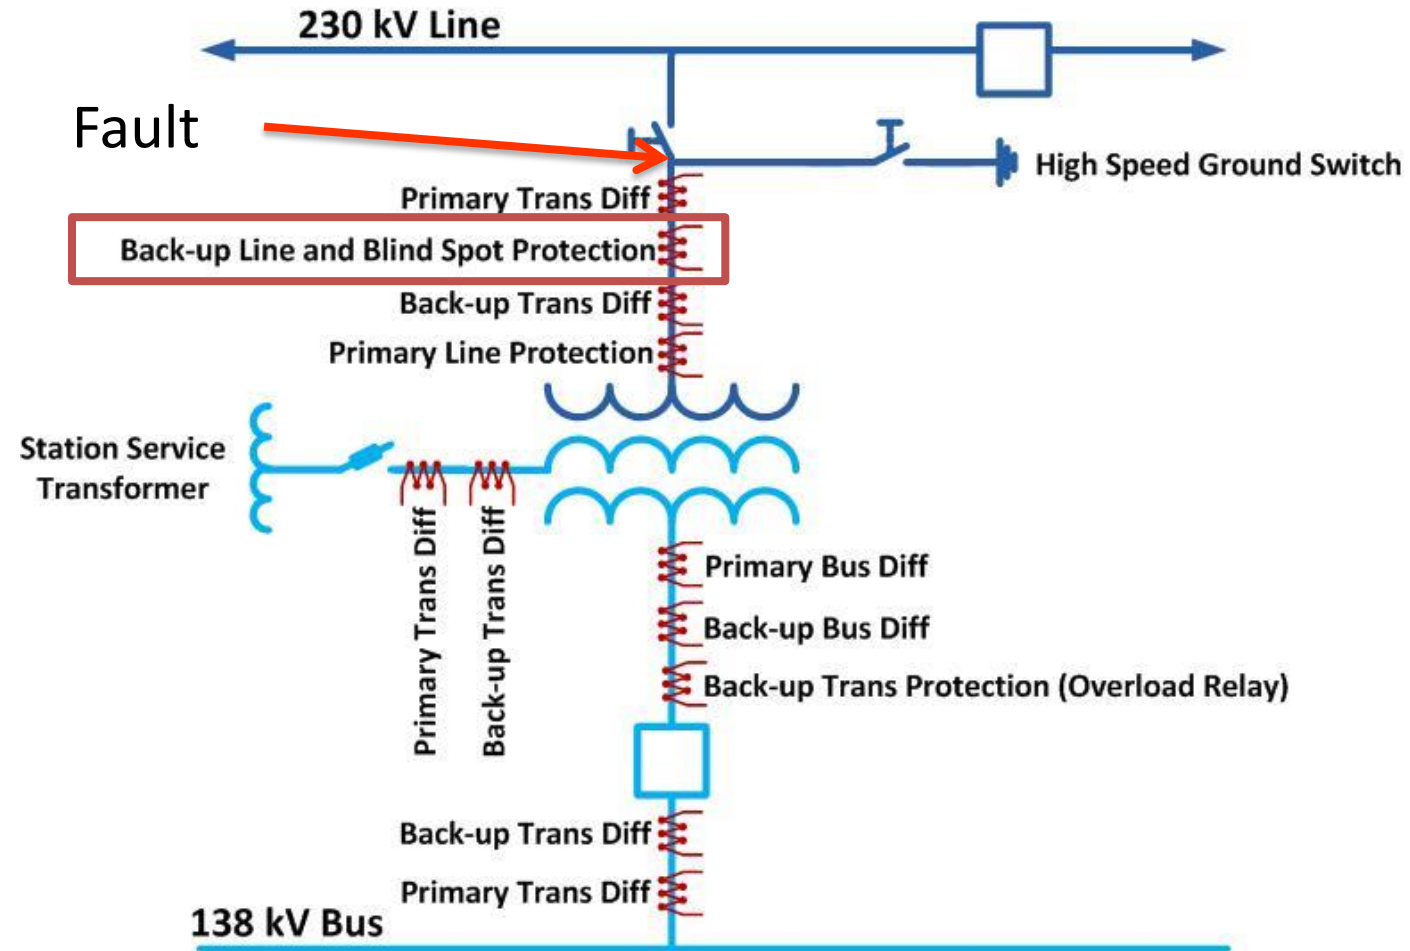 230 kV Line
Fault
High Speed Ground Switch
Primary Trans Diff
Back-up Line and Blind Spot Protection
Back-up Trans Diff
Primary Line Protection
Station Service
Transformer
Primary Trans Diff
Back-up Trans Diff
Primary Bus Diff
Back-up Bus Diff
Back-up Trans Protection (Overload Relay)
Back-up Trans Diff
Primary Trans Diff
138 kV Bus